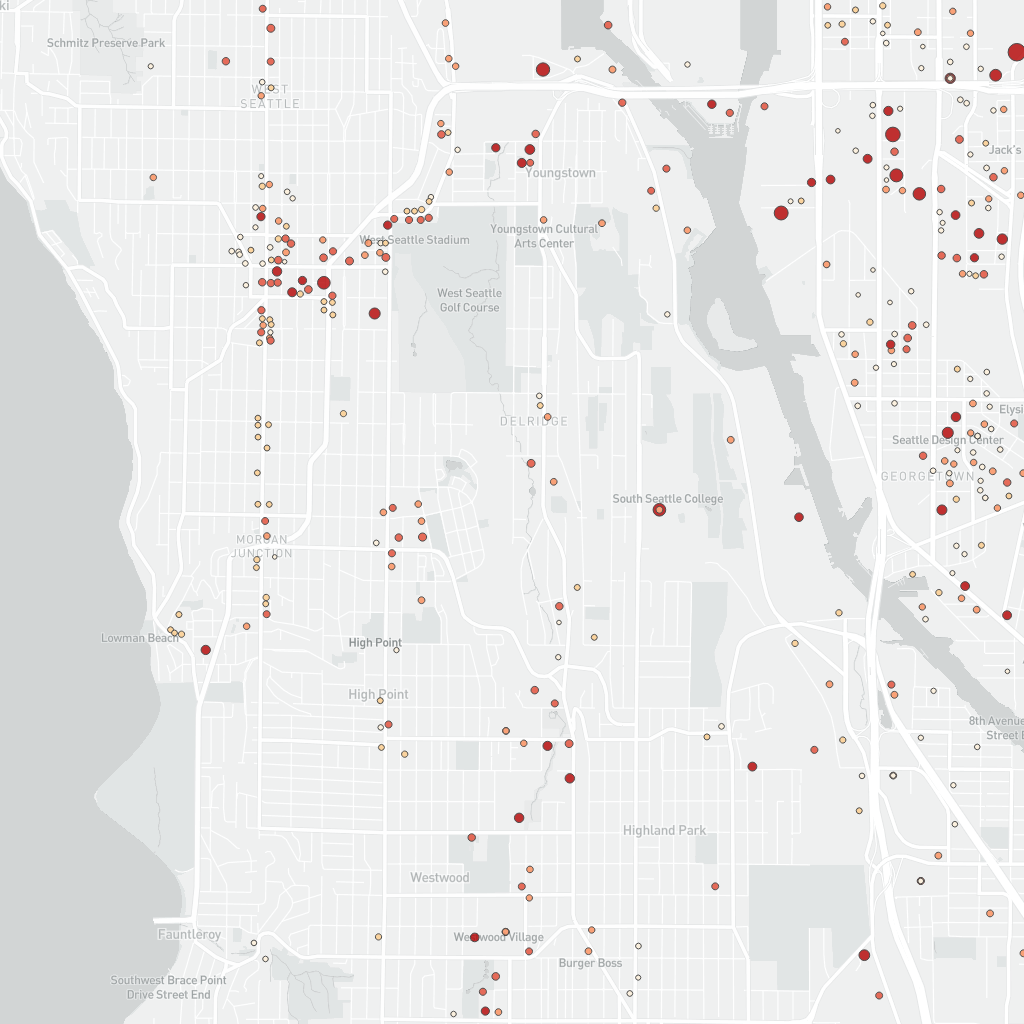 ki
Schmitz Preserve Park
WEST
SEATTLE
Jack's
Youngstown
West Seattle Stadium
Youngstown Cultural
Arts Center
West Seattle
Golf Course
DELRIDGE
Elysi
Seattle Design Center
GEORGETOWN
South Seattle College
MORGAN
JUNCTION
Lowman Beach
High Point
High Point
8th Avenue
Street E
Highland Park
Westwood
Fauntleroy
Westwood Village
Burger Boss
Southwest Brace Point
Drive Street End